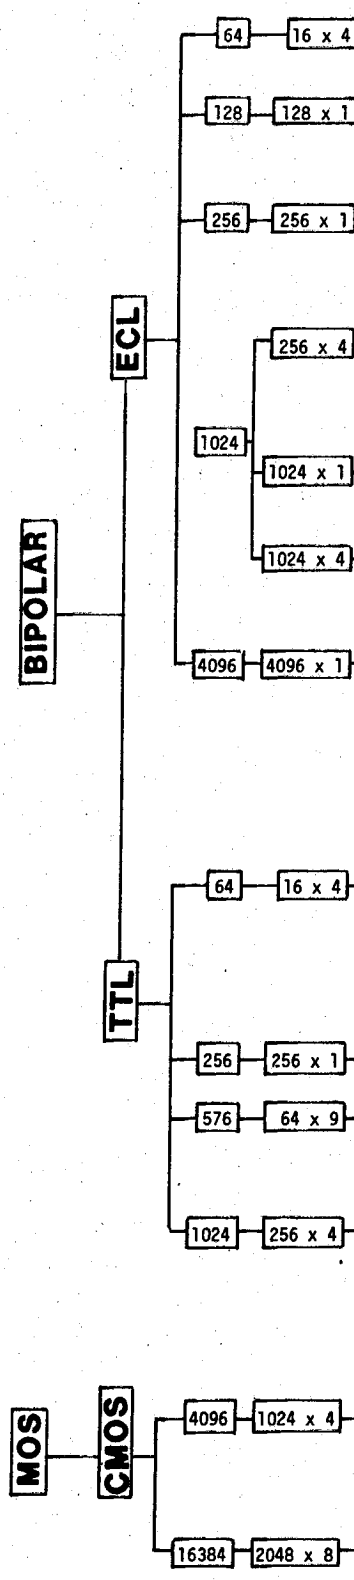 64 16 x 4
128 128 x 1
256 256 x 1
ECL
256 x 4
1024
1024 x 1
1024 x 4
BIPOLAR
4096 4096 x 1
64 16 x 4
TTL
256 256 x 1
576 64 x 9
1024 256 x 4
4096 1024 x 4
MOS CMOS
16384 2048 x 8